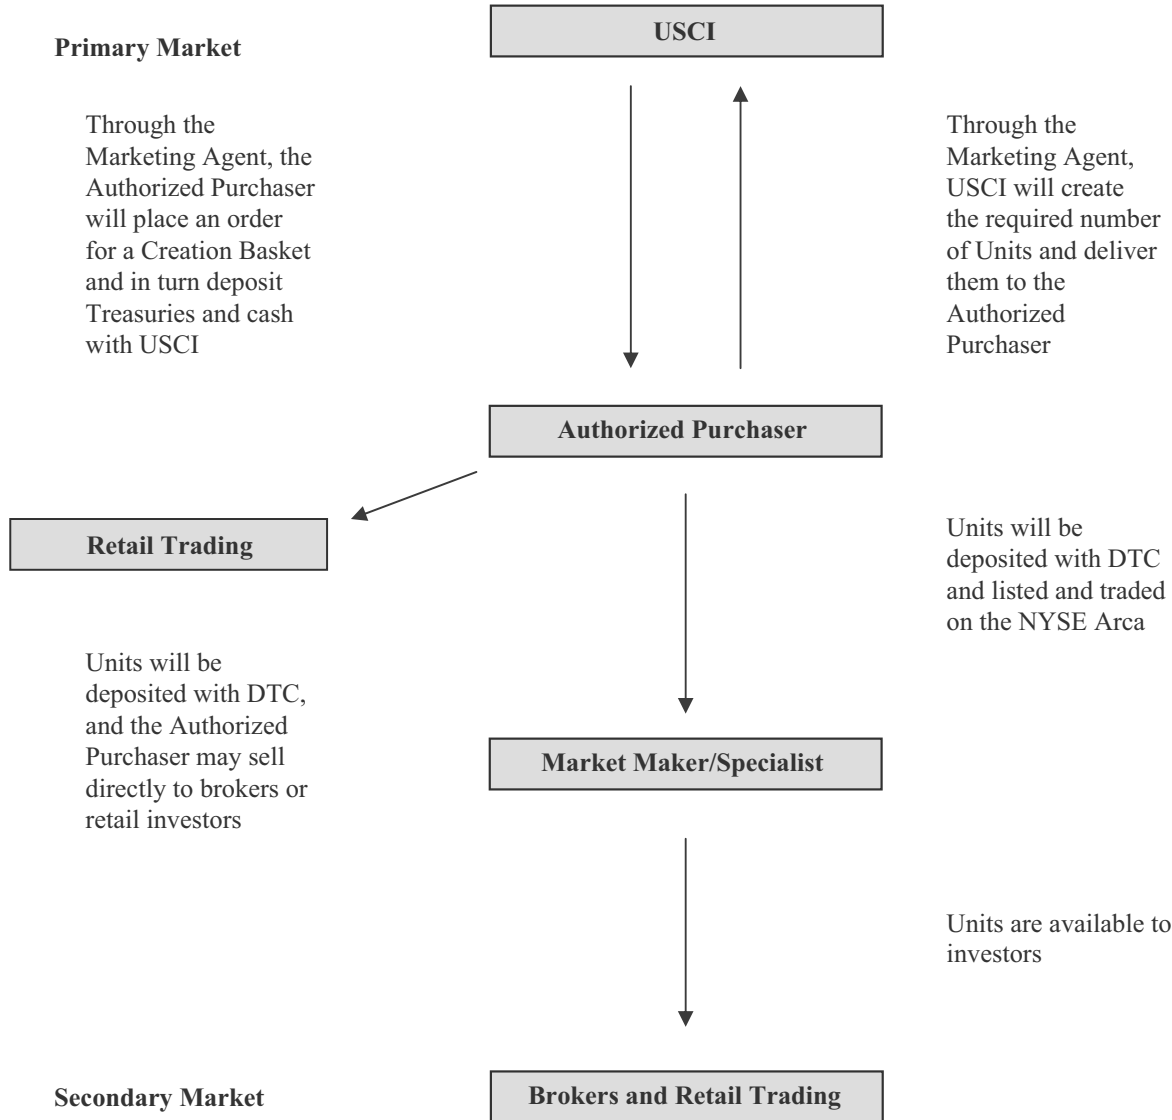 USCI
Primary Market
Through the
Marketing Agent, the
Authorized Purchaser
will place an order
for a Creation Basket
and in turn deposit
Treasuries and cash
with USCI
Through the
Marketing Agent,
USCI will create
the required number
of Units and deliver
them to the
Authorized
Purchaser
Authorized Purchaser
Retail Trading
Units will be
deposited with DTC
and listed and traded
on the NYSE Arca
Units will be
deposited with DTC,
and the Authorized
Purchaser may sell
directly to brokers or
retail investors
Market Maker/Specialist
Units are available to
investors
Secondary Market
Brokers and Retail Trading